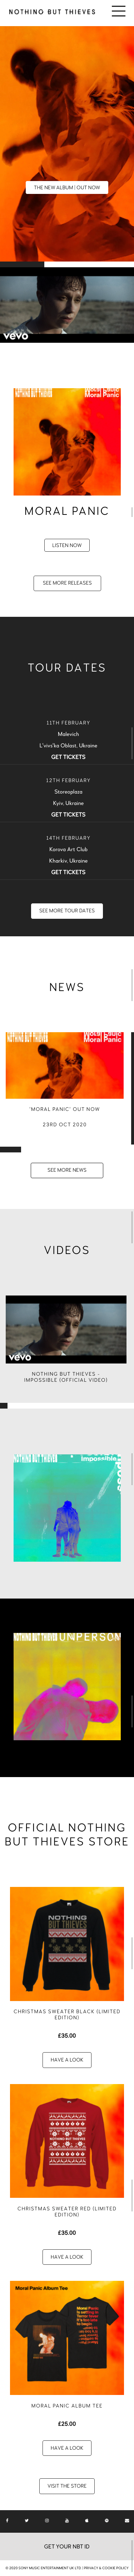 NOTHING BUT THIEVES
THE NEW ALBUM | OUT NOW
vevo
NOTHING BUT THIEVES
Moral Panic
MORAL PANIC
LISTEN NOW
SEE MORE RELEASES
TOUR DATES
11TH FEBRUARY
Malevich
L'vivs'ka Oblast, Ukraine
GET TICKETS
12TH FEBRUARY
Stereoplaza
Kyiv, Ukraine
GET TICKETS
14TH FEBRUARY
Korova Art Club
Kharkiv, Ukraine
GET TICKETS
SEE MORE TOUR DATES
NEWS
Moral Panic
'MORAL PANIC' OUT NOW
23RD OCT 2020
SEE MORE NEWS
VIDEOS
vevo
NOTHING BUT THIEVES -
IMPOSSIBLE (OFFICIAL VIDEO)
NOTHING BUT THIEVES
Impossible
NOTHING BUT THIEVES
UNPERSON
OFFICIAL NOTHING
BUT THIEVES STORE
NOTHING
BUT THIEVES
CHRISTMAS SWEATER BLACK (LIMITED
EDITION)
£35.00
HAVE A LOOK
NOTHING BUT THIEVES
CHRISTMAS SWEATER RED (LIMITED
EDITION)
£35.00
HAVE A LOOK
Moral Panic Album Tee
MORAL PANIC ALBUM TEE
£25.00
HAVE A LOOK
VISIT THE STORE
GET YOUR NBT ID
© 2020 SONY MUSIC ENTERTAINMENT UK LTD. | PRIVACY & COOKIE POLICY